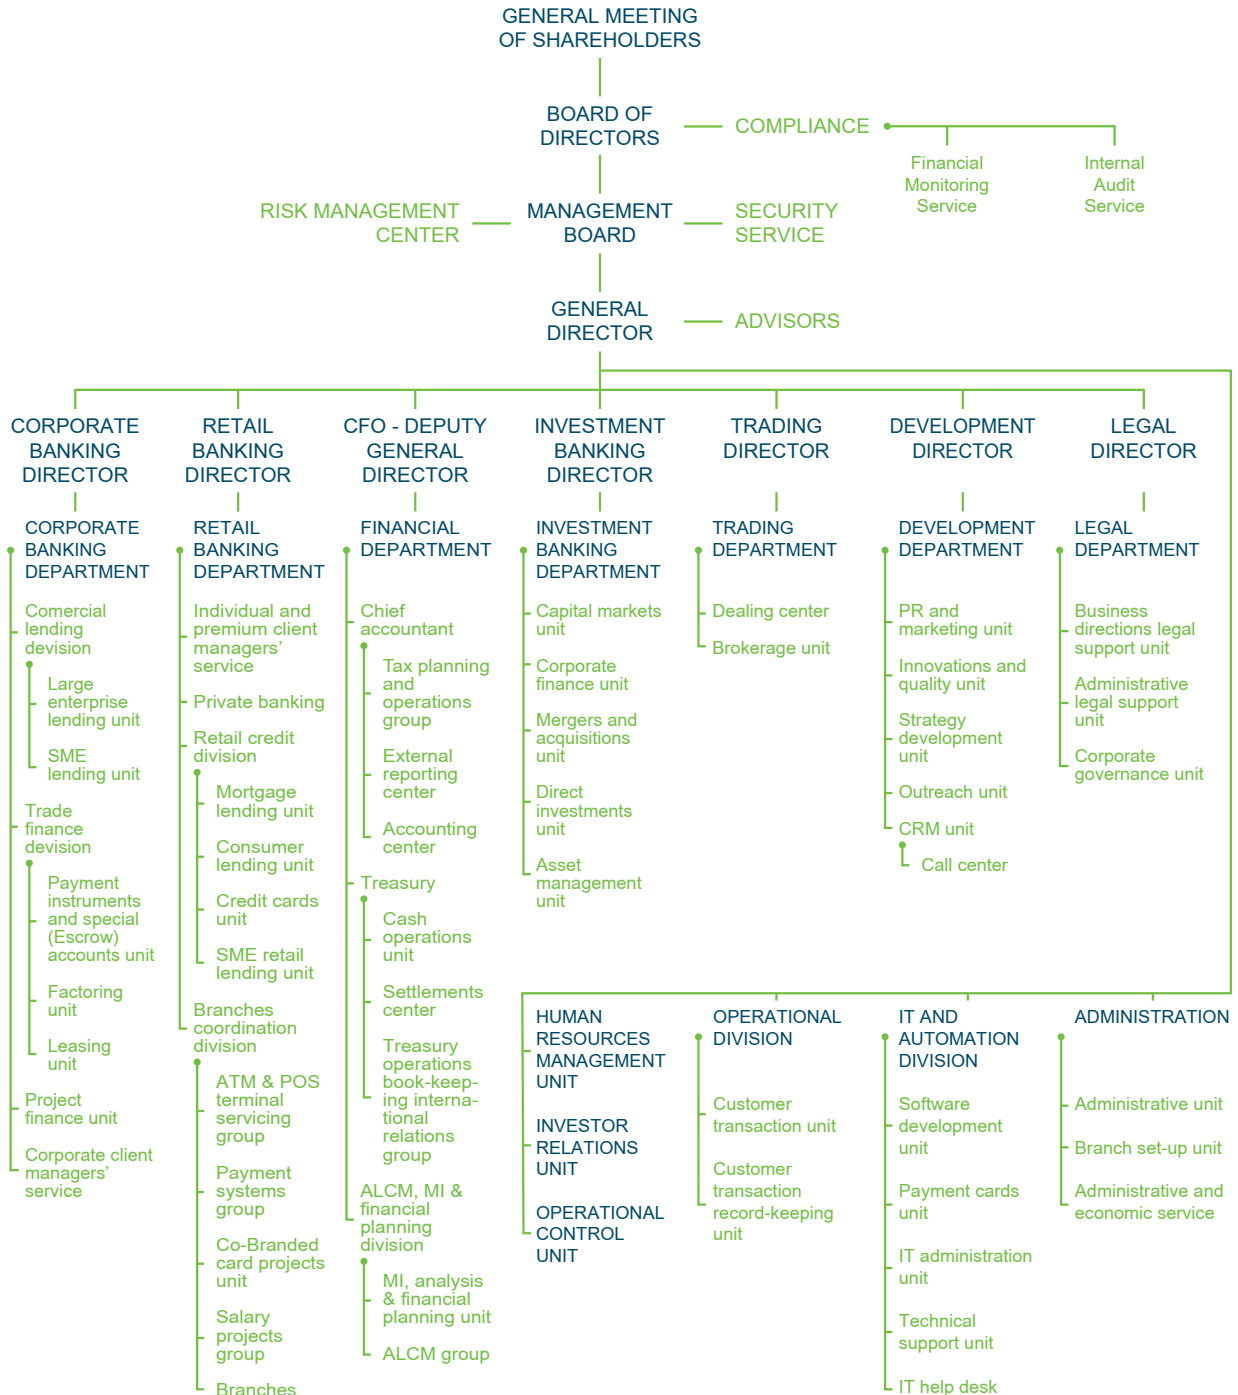 GENERAL MEETING
OF SHAREHOLDERS
BOARD OF
DIRECTORS
COMPLIANCE
Financial
Monitoring
Service
Internal
Audit
Service
RISK MANAGEMENT
CENTER
MANAGEMENT
BOARD
SECURITY
SERVICE
GENERAL
DIRECTOR
ADVISORS
CORPORATE
BANKING
DIRECTOR
RETAIL
BANKING
DIRECTOR
CFO - DEPUTY
GENERAL
DIRECTOR
INVESTMENT
BANKING
DIRECTOR
TRADING
DIRECTOR
DEVELOPMENT
DIRECTOR
LEGAL
DIRECTOR
CORPORATE
BANKING
DEPARTMENT
Comercial
lending
devision
Large
enterprise
lending unit
SME
lending unit
Trade
finance
devision
Payment
instruments
and special
(Escrow)
accounts unit
Factoring
unit
Leasing
unit
Project
finance unit
Corporate client
managers’
service
RETAIL
BANKING
DEPARTMENT
Individual and
premium client
managers’
service
Private banking
Retail credit
division
Mortgage
lending unit
Consumer
lending unit
Credit cards
unit
SME retail
lending unit
Branches
coordination
division
ATM & POS
terminal
servicing
group
Payment
systems
group
Co-Branded
card projects
unit
Salary
projects
group
Branches
FINANCIAL
DEPARTMENT
Chief
accountant
Tax planning
and
operations
group
External
reporting
center
Accounting
center
Treasury
Cash
operations
unit
Settlements
center
Treasury
operations
book-keep-
ing interna-
tional
relations
group
ALCM, MI &
financial
planning
division
MI, analysis
& financial
planning unit
ALCM group
INVESTMENT
BANKING
DEPARTMENT
Capital markets
unit
Corporate
finance unit
Mergers and
acquisitions
unit
Direct
investments
unit
Asset
management
unit
TRADING
DEPARTMENT
Dealing center
Brokerage unit
DEVELOPMENT
DEPARTMENT
PR and
marketing unit
Innovations and
quality unit
Strategy
development
unit
Outreach unit
CRM unit
Call center
LEGAL
DEPARTMENT
Business
directions legal
support unit
Administrative
legal support
unit
Corporate
governance unit
HUMAN
RESOURCES
MANAGEMENT
UNIT
INVESTOR
RELATIONS
UNIT
OPERATIONAL
CONTROL
UNIT
OPERATIONAL
DIVISION
Customer
transaction unit
Customer
transaction
record-keeping
unit
IT AND
AUTOMATION
DIVISION
Software
development
unit
Payment cards
unit
IT administration
unit
Technical
support unit
IT help desk
ADMINISTRATION
Administrative unit
Branch set-up unit
Administrative and
economic service